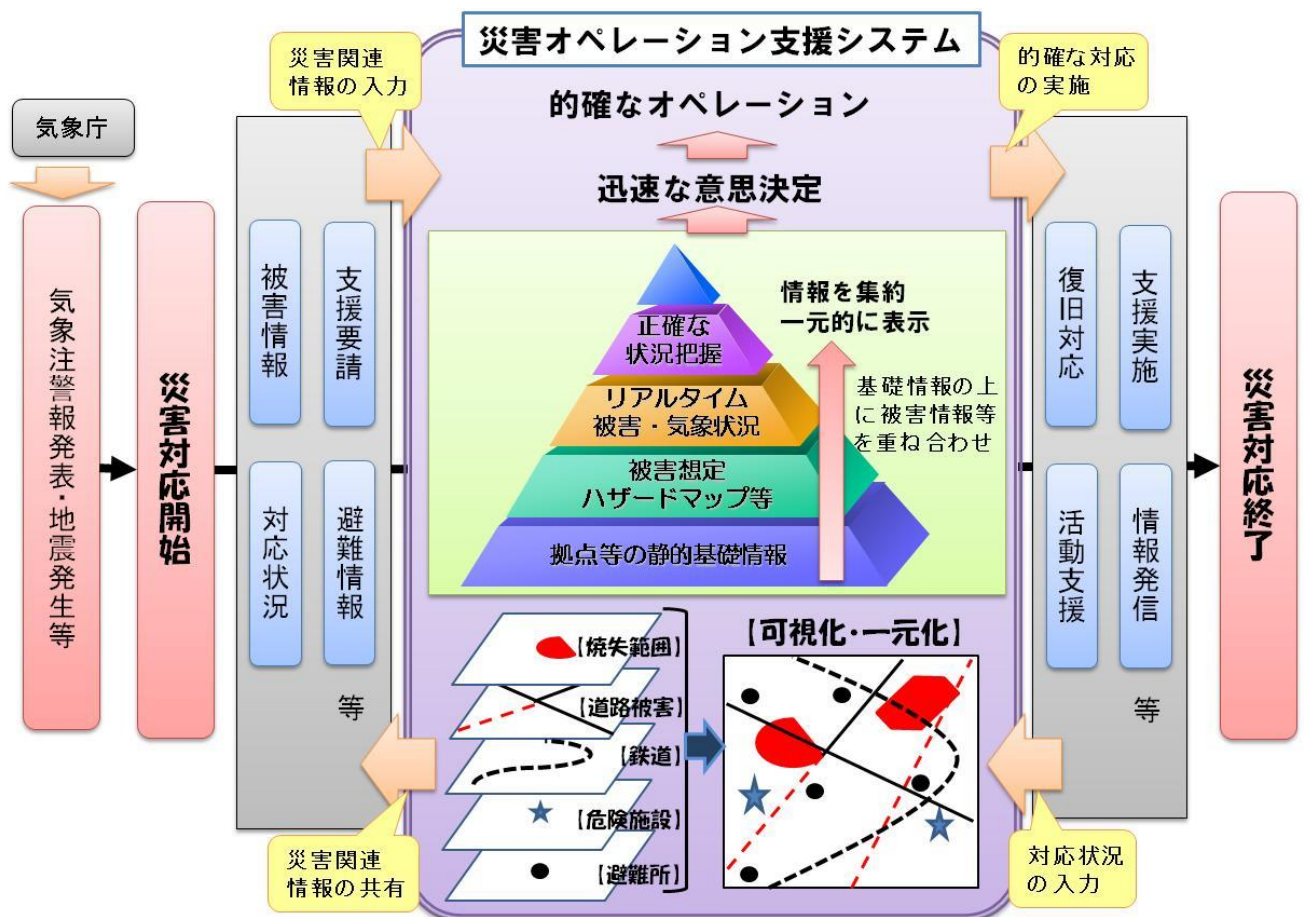 災害オペレーション支援システム
災害関連
情報の入力
的確な対応
の実施
的確なオペレーション
気象庁
迅速な意思決定
気象注警報発表・地震発生等
災害対応開始
被害情報
支援要請
対応状況
避難情報
等
情報を集約
一元的に表示
正確な
状況把握
リアルタイム
被害・気象状況
基礎情報の上
に被害情報等
を重ね合わせ
被害想定
ハザードマップ等
拠点等の静的基礎情報
復旧対応
支援実施
活動支援
情報発信
等
災害対応終了
【焼失範囲】
【道路被害】
【鉄道】
【危険施設】
【避難所】
【可視化・一元化】
災害関連
情報の共有
対応状況
の入力